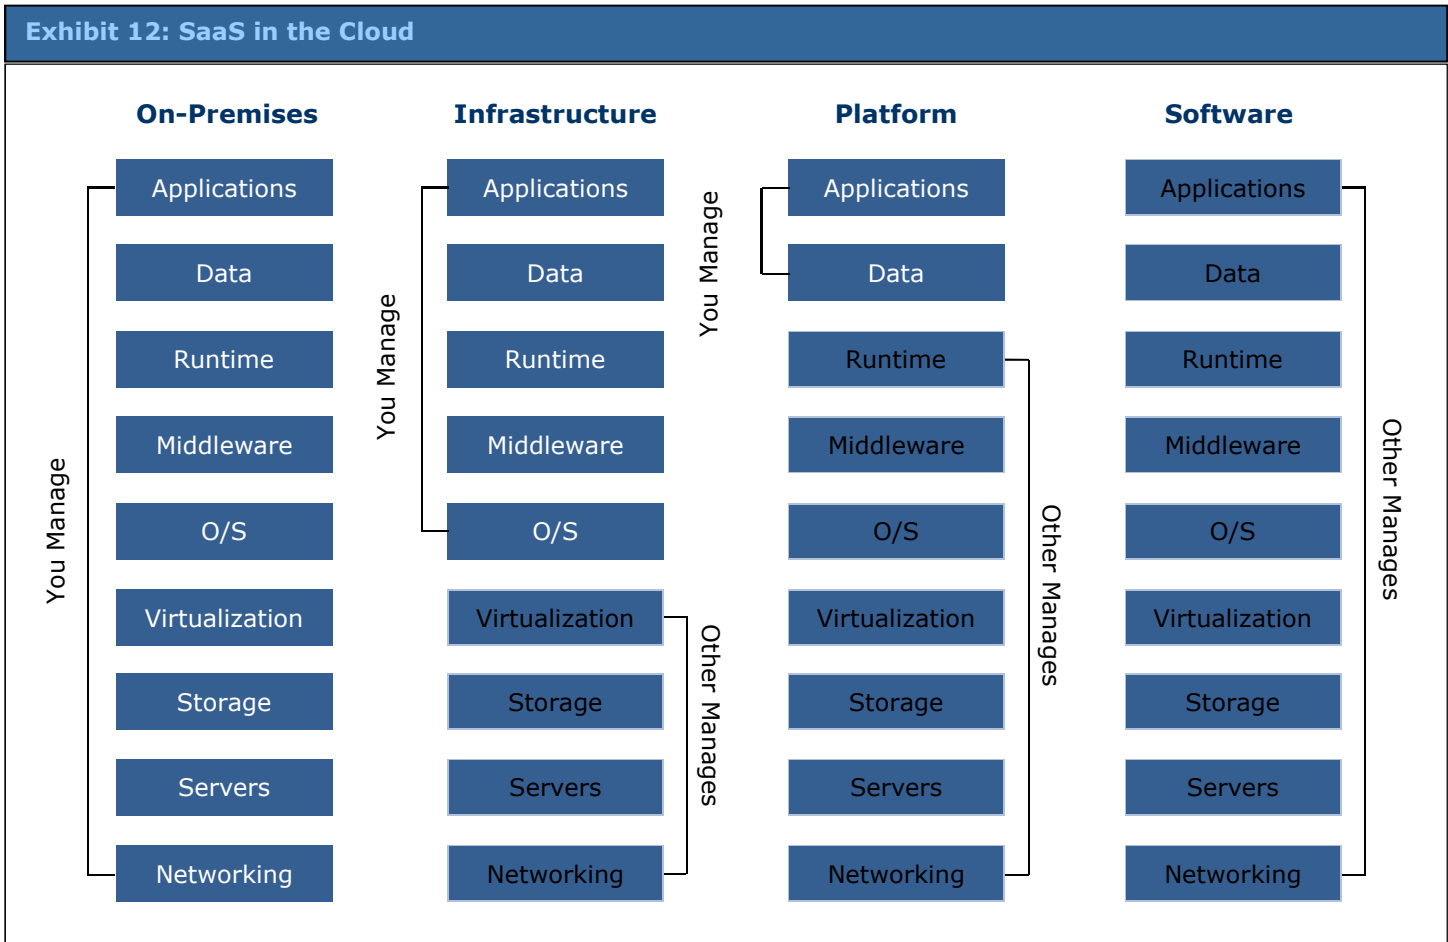 Exhibit 12: SaaS in the Cloud
On-Premises Infrastructure Platform Software
Applications Applications Applications Applications
Data Data Data Data
Runtime Runtime Runtime Runtime
Middleware Middleware Middleware Middleware
O/S O/S O/S O/S
Virtualization Virtualization Virtualization Virtualization
Storage Storage Storage Storage
Servers Servers Servers Servers
Networking Networking Networking Networking
You Manage
You Manage
Other Manages
You Manage
Other Manages
Other Manages